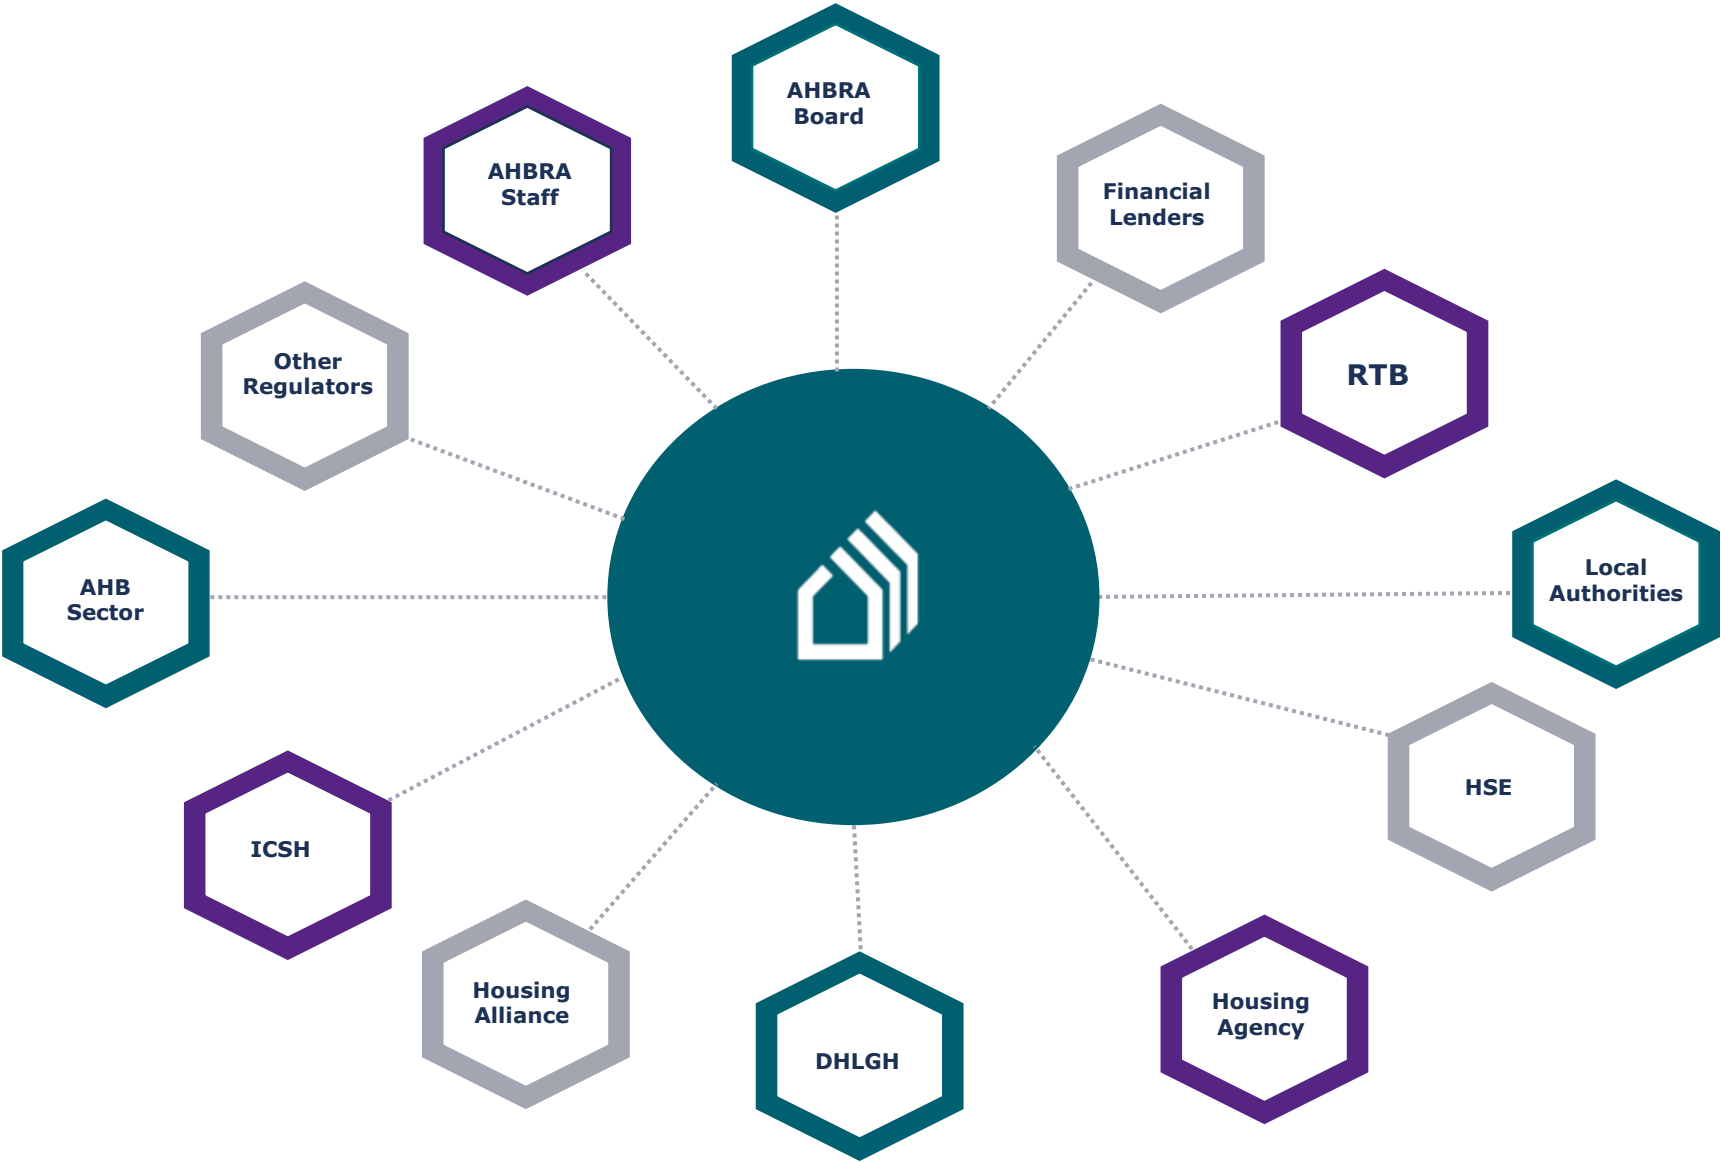 AHBRA
Board
AHBRA
Staff
Financial
Lenders
Other
Regulators
RTB
AHB
Sector
Local
Authorities
HSE
ICSH
Housing
Alliance
Housing
Agency
DHLGH